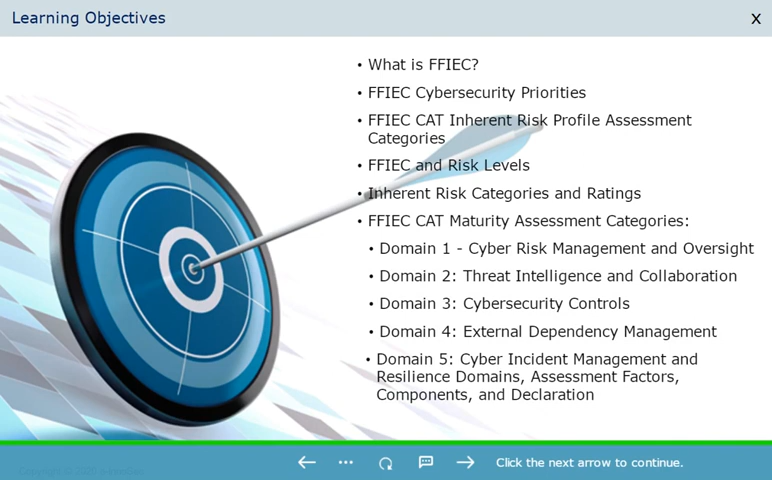 Learning Objectives
X
• What is FFIEC?
• FFIEC Cybersecurity Priorities
• FFIEC CAT Inherent Risk Profile Assessment
Categories
• FFIEC and Risk Levels
• Inherent Risk Categories and Ratings
• FFIEC CAT Maturity Assessment Categories:
• Domain 1 - Cyber Risk Management and Oversight
• Domain 2: Threat Intelligence and Collaboration
• Domain 3: Cybersecurity Controls
• Domain 4: External Dependency Management
• Domain 5: Cyber Incident Management and
Resilience Domains, Assessment Factors,
Components, and Declaration
Click the next arrow to continue.
Copyright ©